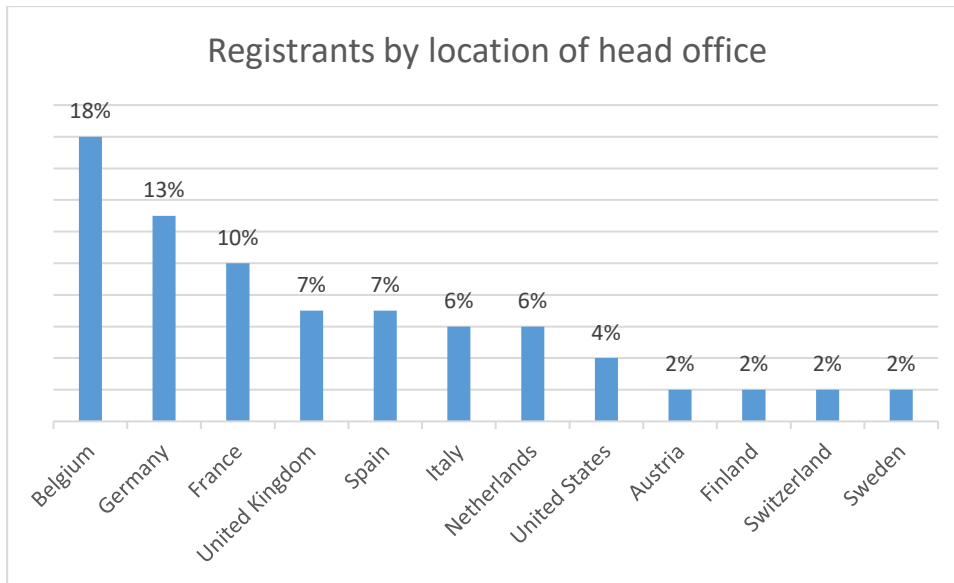 Registrants by location of head office
18%
13%
10%
7%
7%
6%
6%
4%
2%
2%
2%
2%
Belgium
Germany
France
United Kingdom
Spain
Italy
Netherlands
United States
Austria
Finland
Switzerland
Sweden